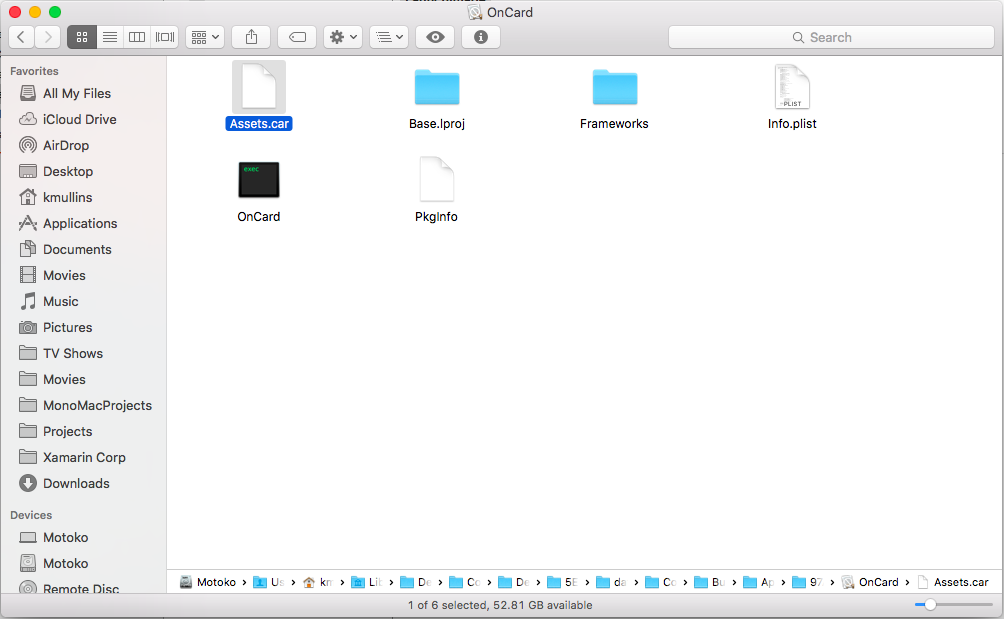 OnCard
Search
Favorites
All My Files
iCloud Drive
AirDrop
Desktop
kmullins
Applications
Documents
Movies
Music
Pictures
TV Shows
Movies
MonoMacProjects
Projects
Xamarin Corp
Downloads
Devices
Motoko
Motoko
Remote Disc
Assets.car
Base.lproj
Frameworks
PLIST
Info.plist
exec
OnCard
PkgInfo
Motoko › Us › km › Lib › De › Co › De › 5E › da › Co › Bu › Ap › 97 › OnCard › Assets.car
1 of 6 selected, 52.81 GB available